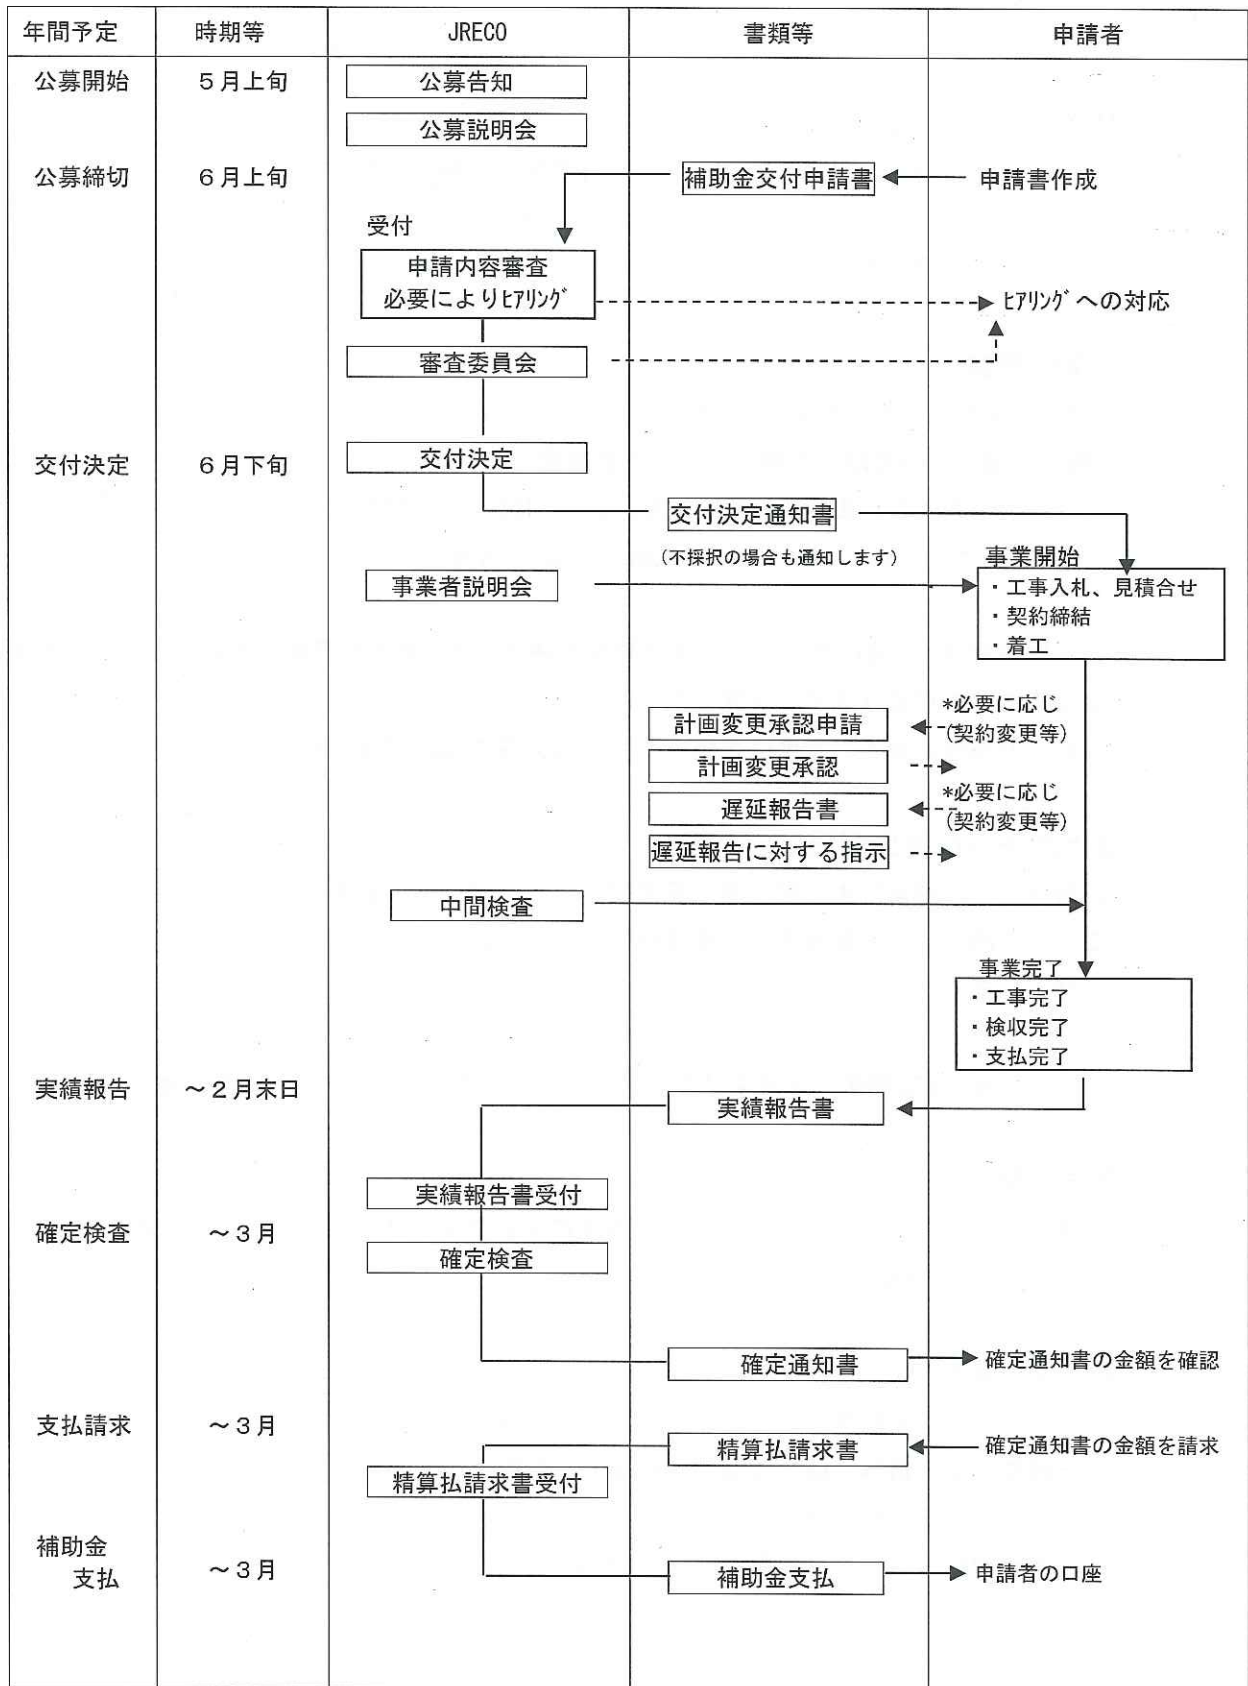 年間予定 時期等 JRECO 書類等 申請者
公募開始 5月上旬 公募告知
公募説明会
公募締切 6月上旬 補助金交付申請書 申請書作成
受付
申請内容審査
必要によりﾋｱﾘﾝｸﾞ ﾋｱﾘﾝｸﾞへの対応
審査委員会
交付決定 6月下旬 交付決定
交付決定通知書
(不採択の場合も通知します) 事業開始
事業者説明会 ・工事入札、見積合せ
・契約締結
・着工
計画変更承認申請 *必要に応じ
(契約変更等)
計画変更承認
遅延報告書 *必要に応じ
(契約変更等)
遅延報告に対する指示
中間検査
事業完了
・工事完了
・検収完了
・支払完了
実績報告 ～2月末日 実績報告書
実績報告書受付
確定検査 ～3月 確定検査
確定通知書 確定通知書の金額を確認
支払請求 ～3月 精算払請求書 確定通知書の金額を請求
精算払請求書受付
補助金
支払 ～3月 補助金支払 申請者の口座